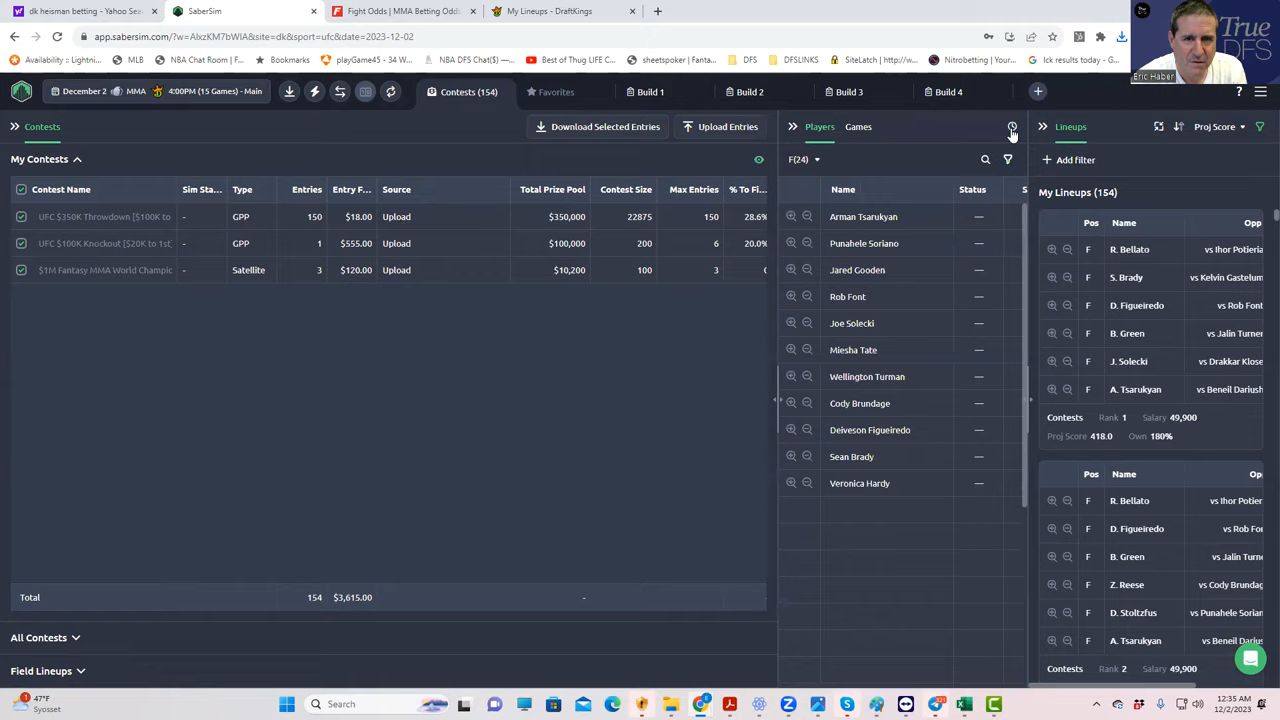 dk heisman betting - Yahoo Sea
SaberSim
Fight Odds | MMA Betting Odds
My Lineups - DraftKings
app.sabersim.com/?w=AlxzKM7bWIA&site=dk&sport=ufc&date=2023-12-02
Availability : Lightnin...
MLB
NBA Chat Room | F...
Bookmarks
playGame45 - 34 -...
NBA DFS Chat($) -...
Best of Thug LIFE C...
sheetspoker | Fanta...
DFS
DFSLINKS
SiteLatch | http://w...
Nitrobetting | You...
Ick results today - G...
True
DFS
Eric Haber
December 2 MMA 4:00PM (15 Games) - Main
Contests (154)
Favorites
Build 1
Build 2
Build 3
Build 4
Contests
Download Selected Entries
Upload Entries
Players
Games
Lineups
Proj Score
My Contests
F(24)
Add filter
Contest Name Sim Sta... Type Entries Entry F... Source Total Prize Pool Contest Size Max Entries % To Fi...
UFC $350K Throwdown [$100K to - GPP 150 $18.00 Upload $350,000 22875 150 28.6%
UFC $100K Knockout [$20K to 1st, - GPP 1 $555.00 Upload $100,000 200 6 20.0%
$1M Fantasy MMA World Champic - Satellite 3 $120.00 Upload $10,200 100 3
Total 154 $3,615.00 -
All Contests
Field Lineups
Name Status S
Arman Tsarukyan —
Punahele Soriano —
Jared Gooden —
Rob Font —
Joe Solecki —
Miesha Tate —
Wellington Turman —
Cody Brundage —
Deiveson Figueiredo —
Sean Brady —
Veronica Hardy —
My Lineups (154)
Pos Name Opp
F R. Bellato vs Ihor Potieria
F S. Brady vs Kelvin Gastelum
F D. Figueiredo vs Rob Font
F B. Green vs Jalin Turner
F J. Solecki vs Drakkar Klose
F A. Tsarukyan vs Beneil Dariush
Contests Rank 1 Salary 49,900
Proj Score 418.0 Own 180%
Pos Name Opp
F R. Bellato vs Ihor Potier
F D. Figueiredo vs Rob Fo
F B. Green vs Jalin Turn
F Z. Reese vs Cody Brundag
F D. Stoltzfus vs Punahele Sorian
F A. Tsarukyan vs Beneil Dariu
Contests Rank 2 Salary 49,900
47°F
Syosset
Search
12:35 AM
12/2/2023